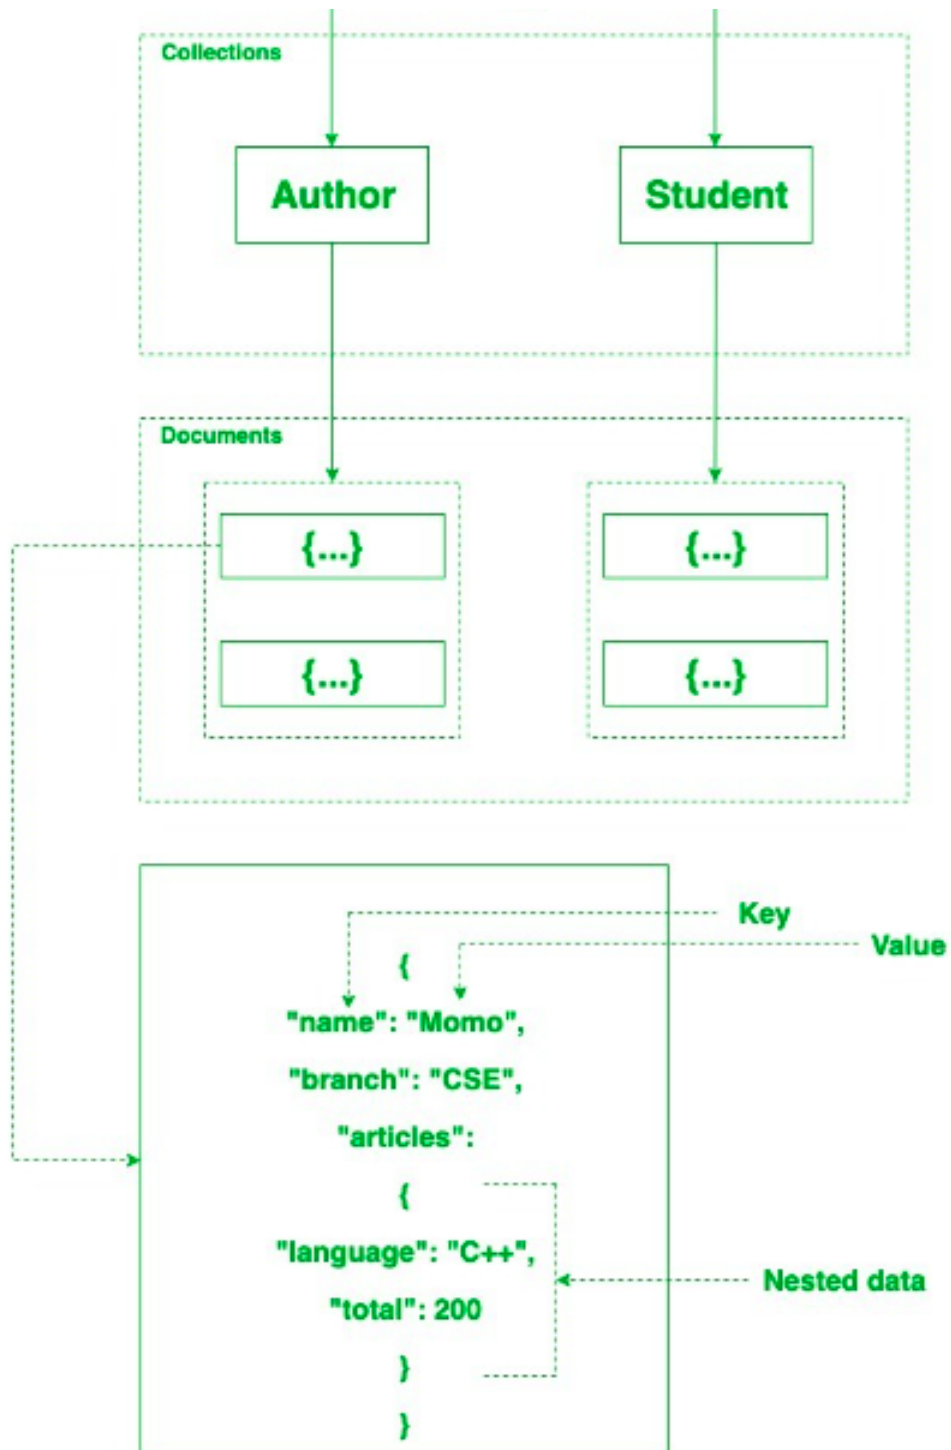 Collections
Author
Student
Documents
{...}
{...}
{...}
{...}
Key
Value
{
"name": "Momo",
"branch": "CSE",
"articles":
{
"language": "C++",
"total": 200
Nested data
}
}